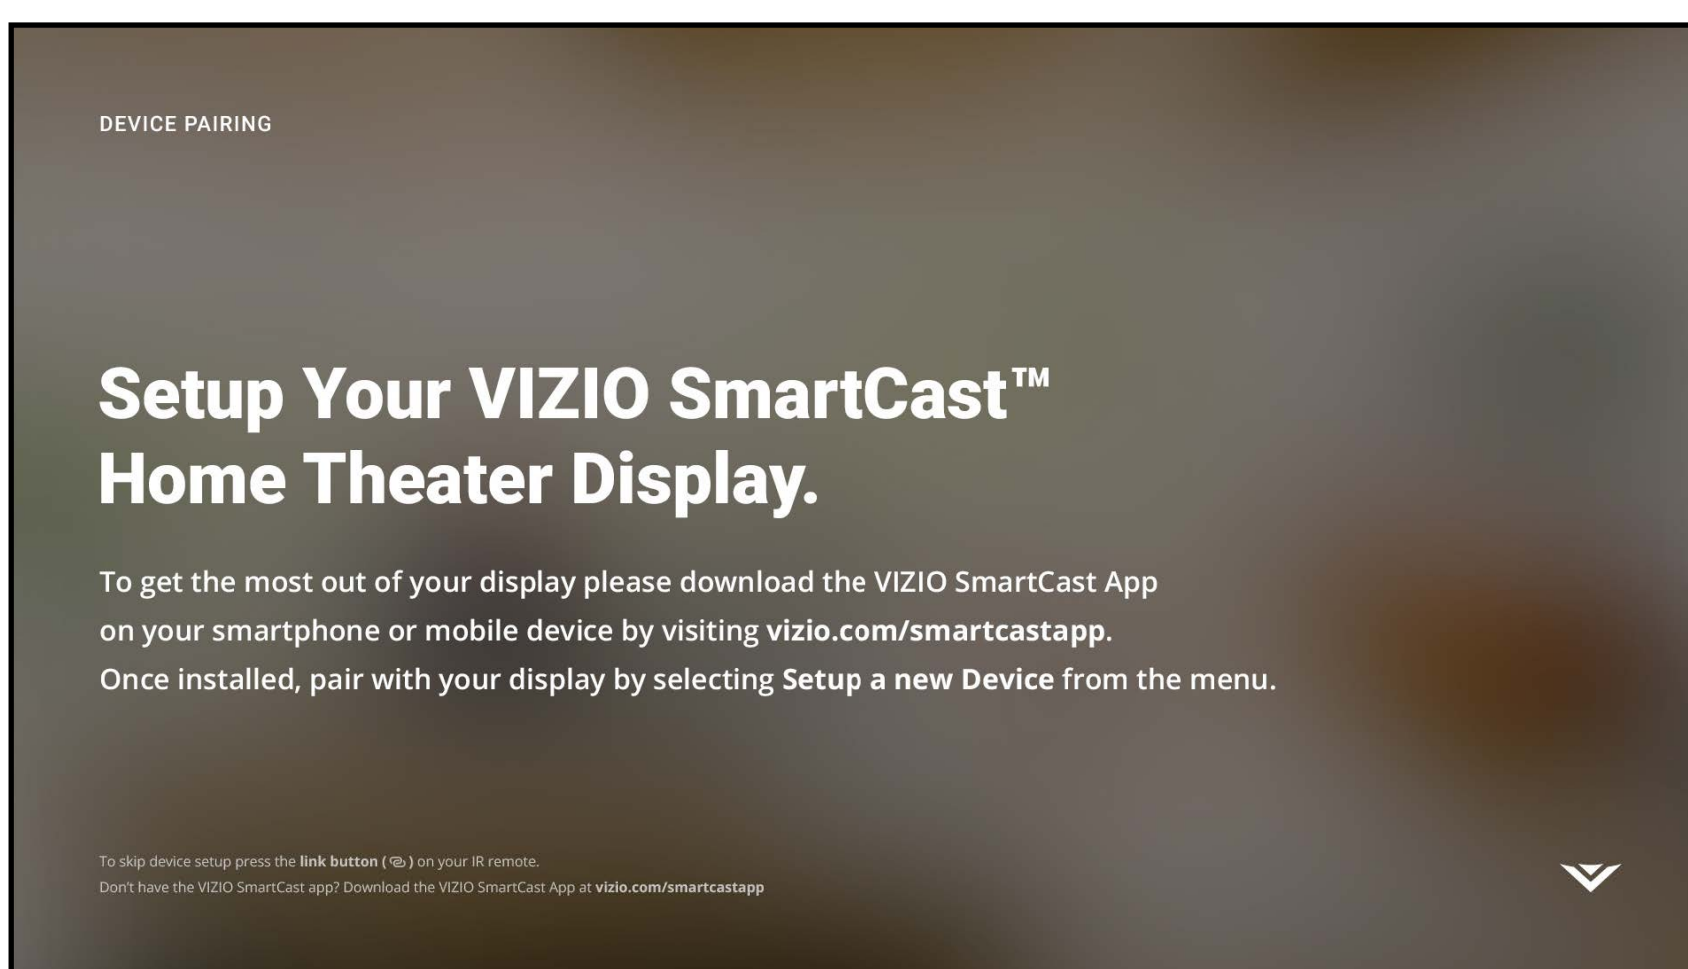 DEVICE PAIRING
Setup Your VIZIO SmartCast™
Home Theater Display.
To get the most out of your display please download the VIZIO SmartCast App
on your smartphone or mobile device by visiting vizio.com/smartcastapp.
Once installed, pair with your display by selecting Setup a new Device from the menu.
To skip device setup press the link button ( ) on your IR remote.
Don't have the VIZIO SmartCast app? Download the VIZIO SmartCast App at vizio.com/smartcastapp